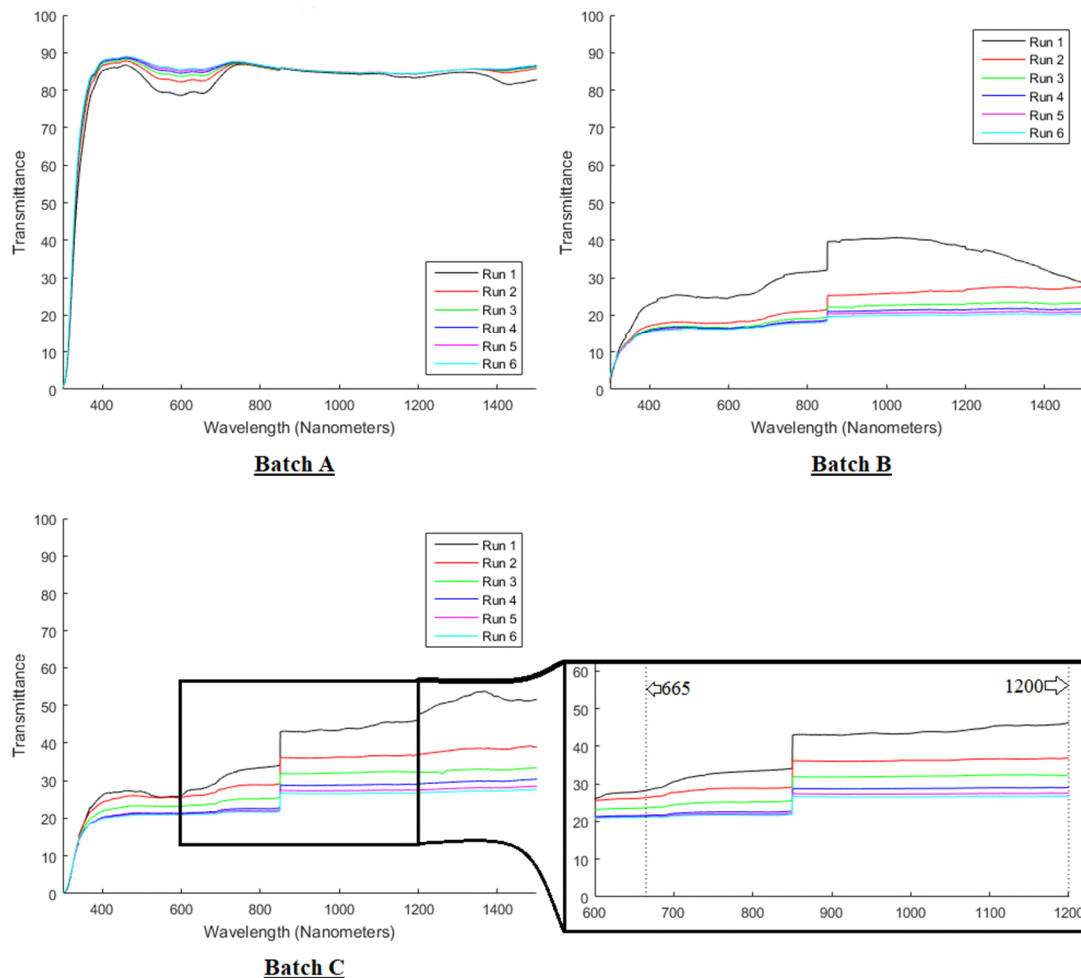 100
90
80
70
60
50
40
30
20
10
0
Transmittance
Run 1
Run 2
Run 3
Run 4
Run 5
Run 6
400 600 800 1000 1200 1400
Wavelength (Nanometers)
Batch A
100
90
80
70
60
50
40
30
20
10
0
Transmittance
Run 1
Run 2
Run 3
Run 4
Run 5
Run 6
400 600 800 1000 1200 1400
Wavelength (Nanometers)
Batch B
100
90
80
70
60
50
40
30
20
10
0
Transmittance
Run 1
Run 2
Run 3
Run 4
Run 5
Run 6
400 600 800 1000 1200 1400
Wavelength (Nanometers)
Batch C
60
50
40
30
20
10
0
665
1200
600 700 800 900 1000 1100 1200